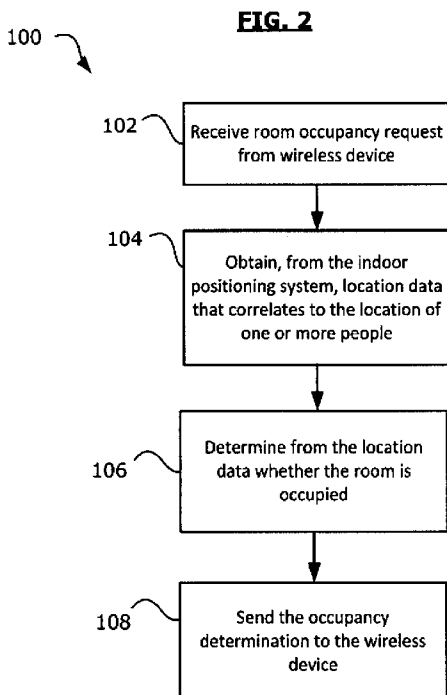 FIG. 2
100
102
Receive room occupancy request
from wireless device
104
Obtain, from the indoor
positioning system, location data
that correlates to the location of
one or more people
106
Determine from the location
data whether the room is
occupied
108
Send the occupancy
determination to the wireless
device